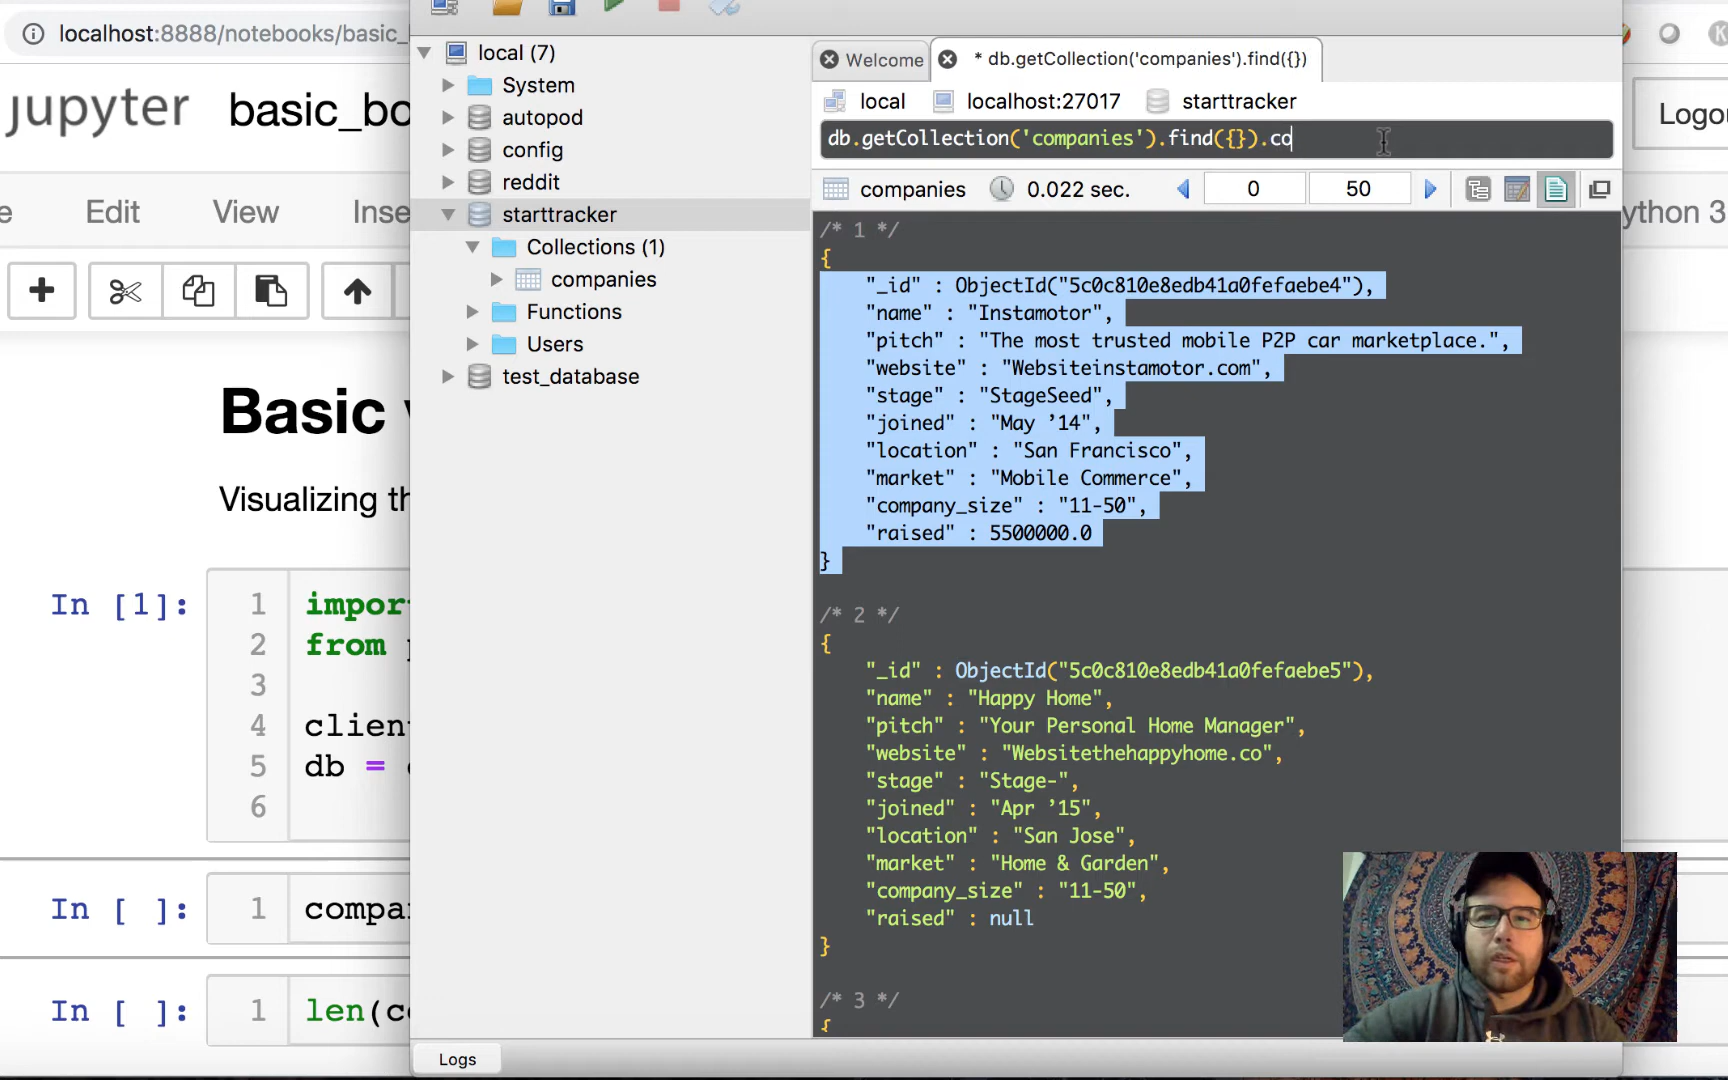 localhost:8888/notebooks/basic_
jupyter basic_bo
Logou
Edit View Inse
ython 3
Basic
Visualizing th
In [1]:
1 impor
2 from
3
4 client
5 db =
6
In [ ]: 1 compa
In [ ]: 1 len(co
local (7)
System
autopod
config
reddit
starttracker
Collections (1)
companies
Functions
Users
test_database
Logs
Welcome
* db.getCollection('companies').find({})
local localhost:27017 starttracker
db.getCollection('companies').find({}).co
companies 0.022 sec. 0 50
/* 1 */
{
"_id" : ObjectId("5c0c810e8edb41a0fefaebe4"),
"name" : "Instamotor",
"pitch" : "The most trusted mobile P2P car marketplace.",
"website" : "Websiteinstamotor.com",
"stage" : "StageSeed",
"joined" : "May ’14",
"location" : "San Francisco",
"market" : "Mobile Commerce",
"company_size" : "11-50",
"raised" : 5500000.0
}
/* 2 */
{
"_id" : ObjectId("5c0c810e8edb41a0fefaebe5"),
"name" : "Happy Home",
"pitch" : "Your Personal Home Manager",
"website" : "Websitethehappyhome.co",
"stage" : "Stage-",
"joined" : "Apr ’15",
"location" : "San Jose",
"market" : "Home & Garden",
"company_size" : "11-50",
"raised" : null
}
/* 3 */
{